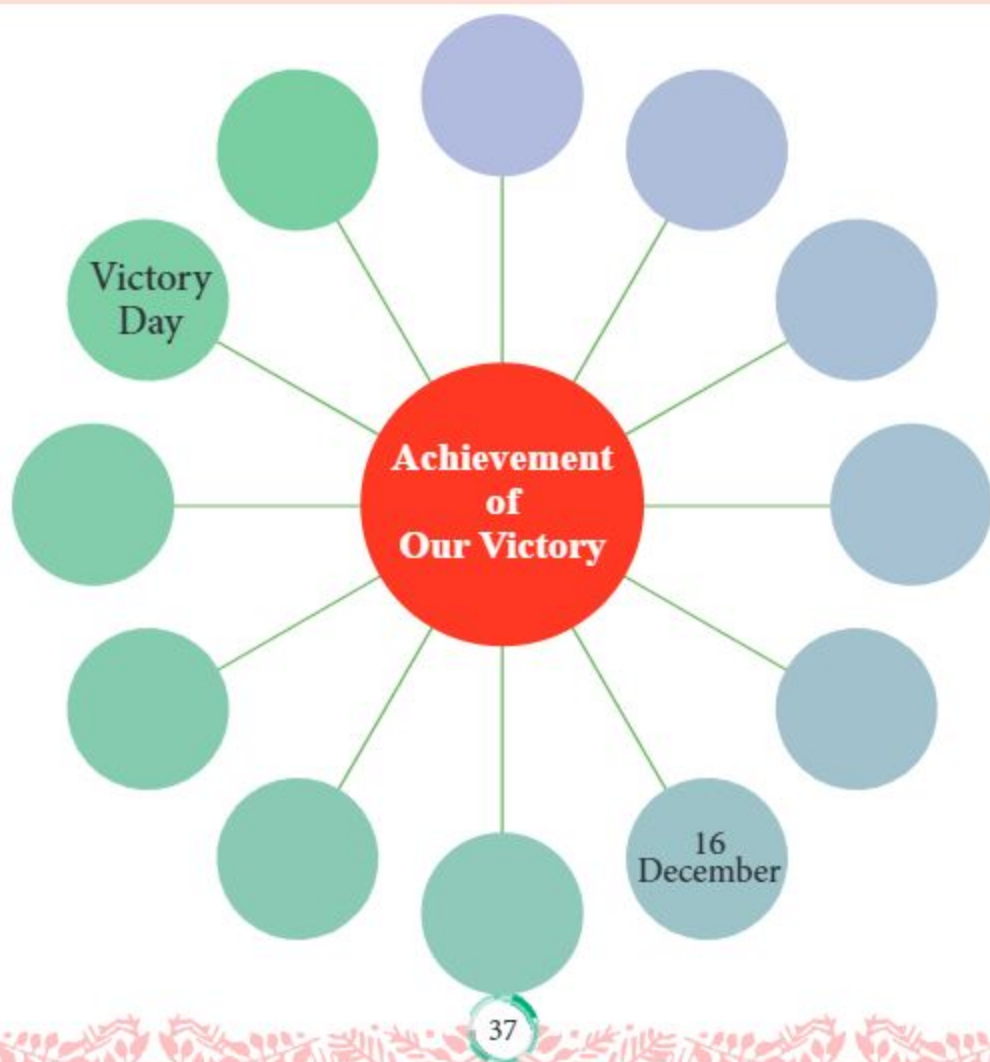 Victory
Day
Achievement
of
Our Victory
16
December
37